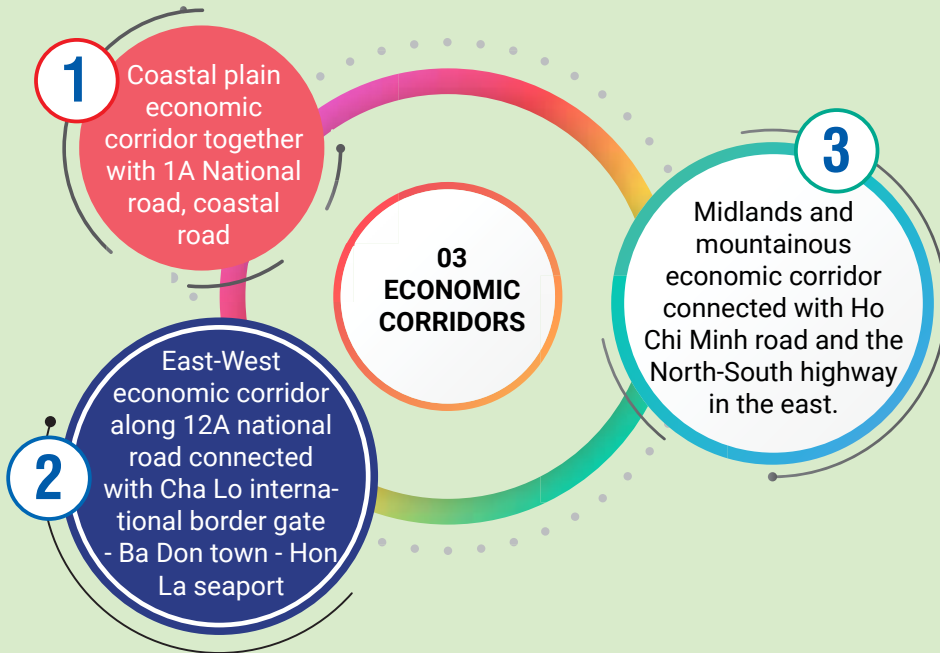 1
Coastal plain
economic
corridor together
with 1A National
road, coastal
road
2
East-West
economic corridor
along 12A national
road connected
with Cha Lo interna-
tional border gate
- Ba Don town - Hon
La seaport
03
ECONOMIC
CORRIDORS
3
Midlands and
mountainous
economic corridor
connected with Ho
Chi Minh road and the
North-South highway
in the east.